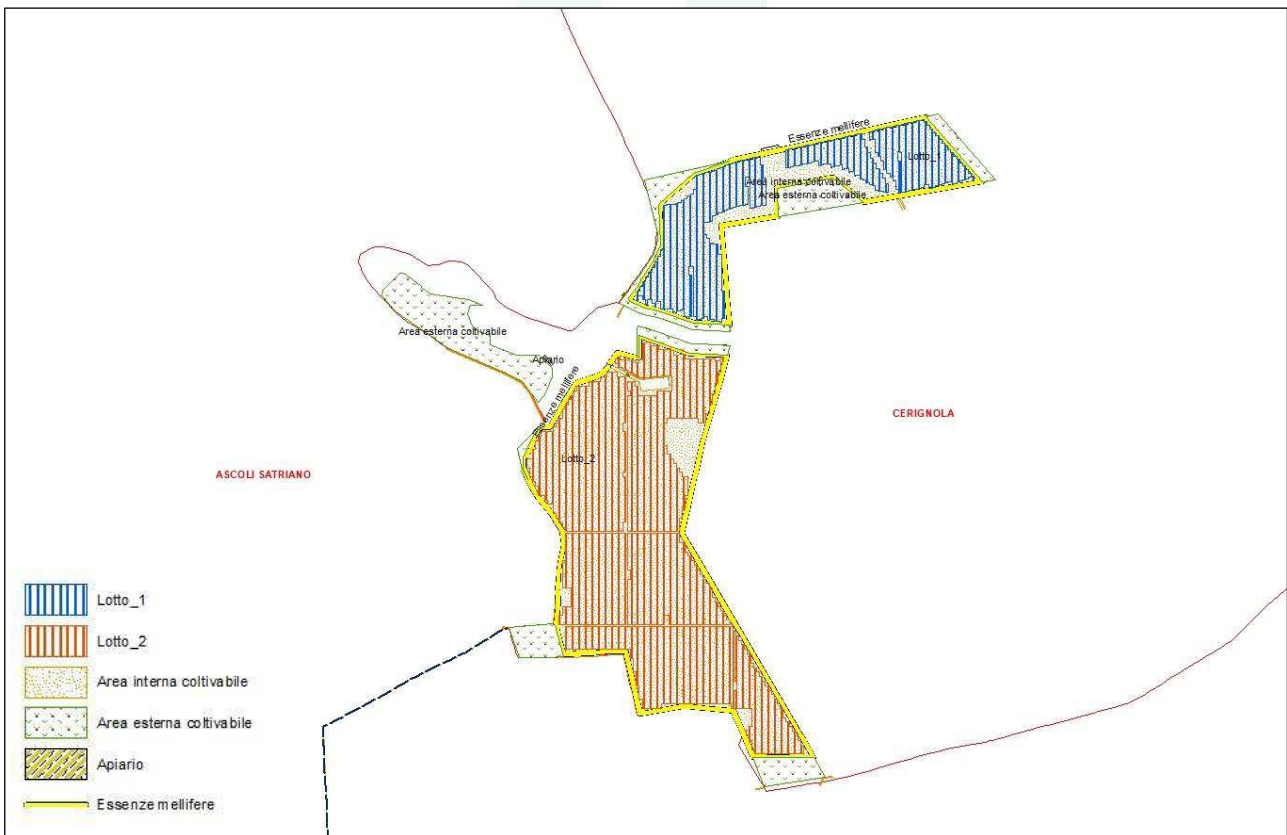 Essenze mellifere
Lotto_
Area interna coltivabile
Area esterna coltivabile
Area esterna coltivabile
Apiario
Essenze mellifere
CERIGNOLA
Lotto_2
ASCOLI SATRIANO
Lotto_1
Lotto_2
Area interna coltivabile
Area esterna coltivabile
Apiario
Essenze mellifere